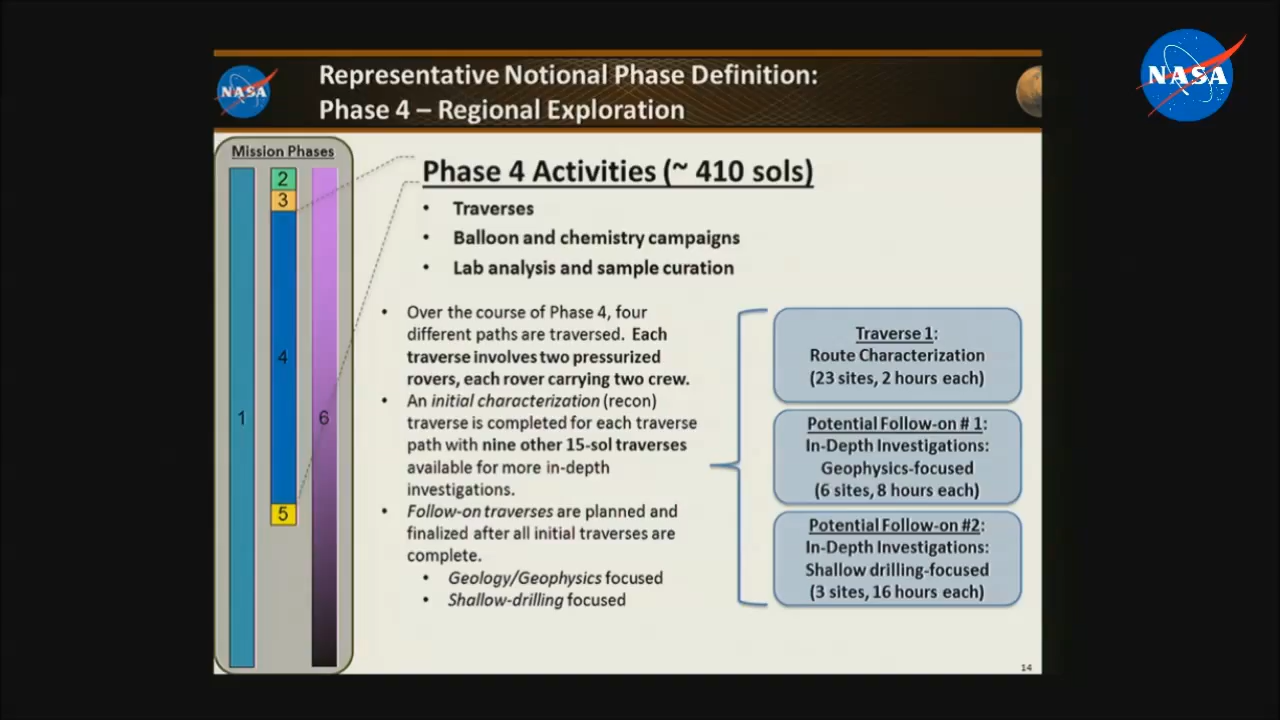 NASA
NASA
Representative Notional Phase Definition:
Phase 4 – Regional Exploration
Mission Phases
1
2
3
4
5
6
Phase 4 Activities (~ 410 sols)
• Traverses
• Balloon and chemistry campaigns
• Lab analysis and sample curation
• Over the course of Phase 4, four
different paths are traversed. Each
traverse involves two pressurized
rovers, each rover carrying two crew.
• An initial characterization (recon)
traverse is completed for each traverse
path with nine other 15-sol traverses
available for more in-depth
investigations.
• Follow-on traverses are planned and
finalized after all initial traverses are
complete.
• Geology/Geophysics focused
• Shallow-drilling focused
Traverse 1:
Route Characterization
(23 sites, 2 hours each)
Potential Follow-on # 1:
In-Depth Investigations:
Geophysics-focused
(6 sites, 8 hours each)
Potential Follow-on #2:
In-Depth Investigations:
Shallow drilling-focused
(3 sites, 16 hours each)
14